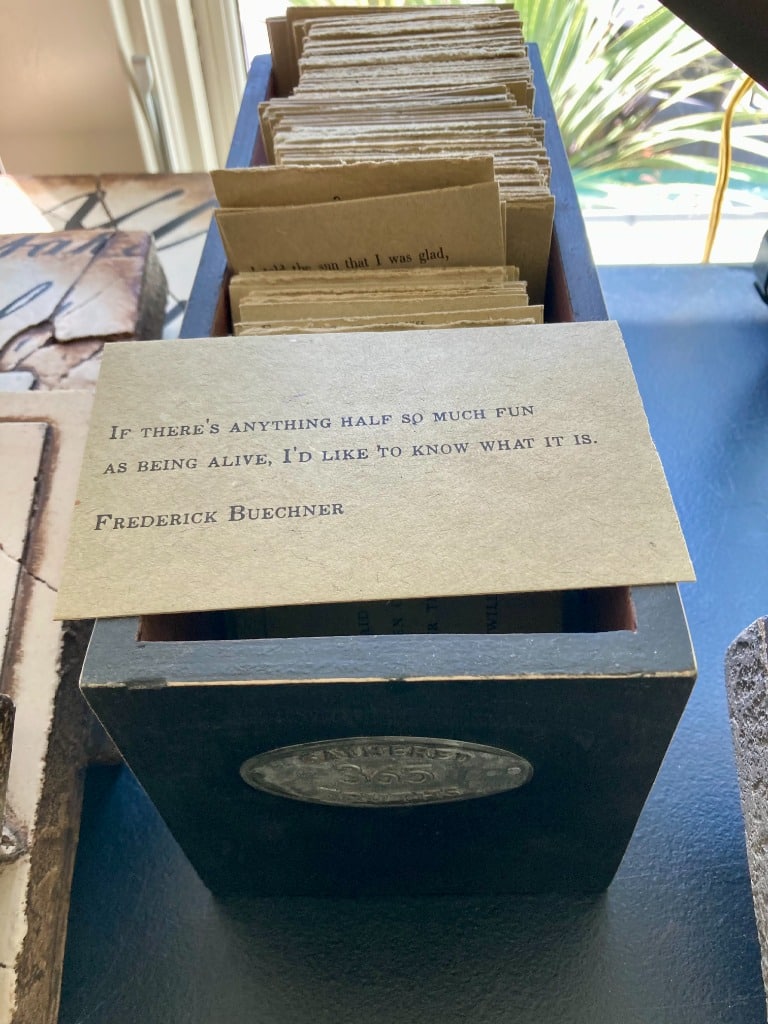 the sun that I was glad,
If there's anything half so much fun
as being alive, I'd like to know what it is.
Frederick Buechner
GATHERED
365